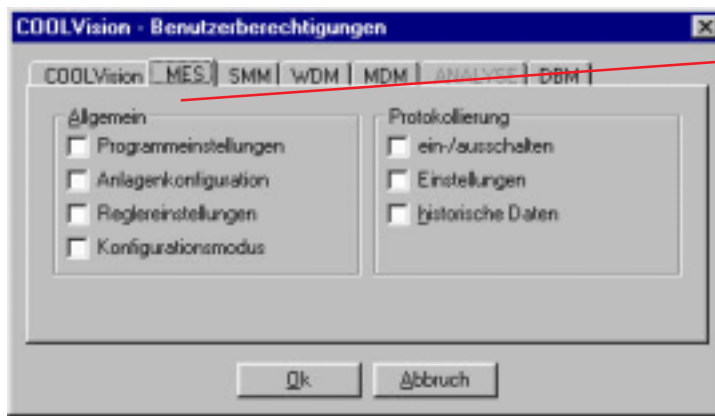 COOLVision - Benutzerberechtigungen
COOLVision MES SMM WDM MDM ANALYSE DBM
Allgemein Protokollierung
Programmeinstellungen ein-/ausschalten
Anlagenkonfiguration Einstellungen
Reglereinstellungen historische Daten
Konfigurationsmodus
Ok Abbruch